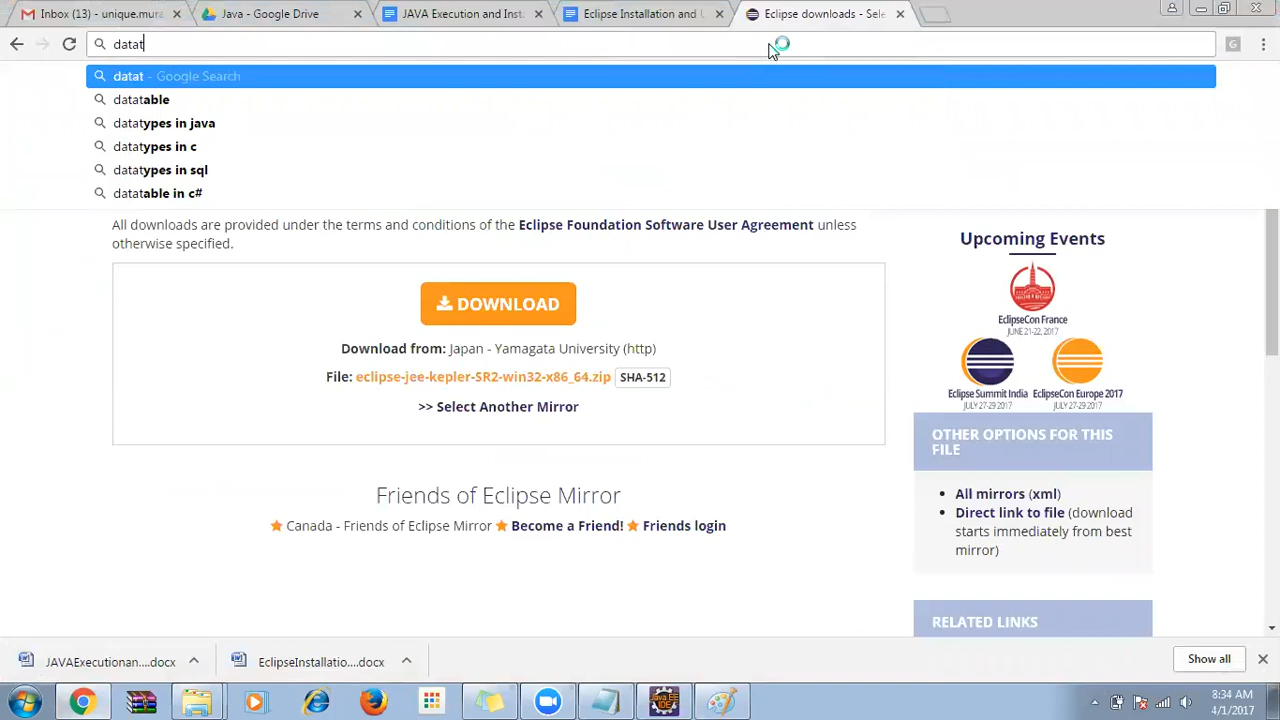 Inbox (13) - unique.mura
Java - Google Drive
JAVA Execution and Inst
Eclipse Installation and U
Eclipse downloads - Sele
datat
G
datat - Google Search
datatable
datatypes in java
datatypes in c
datatypes in sql
datatable in c#
All downloads are provided under the terms and conditions of the Eclipse Foundation Software User Agreement unless
otherwise specified.
DOWNLOAD
Download from: Japan - Yamagata University (http)
File: eclipse-jee-kepler-SR2-win32-x86_64.zip SHA-512
>> Select Another Mirror
Friends of Eclipse Mirror
Canada - Friends of Eclipse Mirror Become a Friend! Friends login
Upcoming Events
EclipseCon France
JUNE 21-22, 2017
Eclipse Summit India
JULY 27-29 2017
EclipseCon Europe 2017
JULY 27-29 2017
OTHER OPTIONS FOR THIS
FILE
All mirrors (xml)
Direct link to file (download
starts immediately from best
mirror)
RELATED LINKS
JAVAExecutionan....docx
EclipseInstallatio....docx
Show all
Java EE
IDE
8:34 AM
4/1/2017